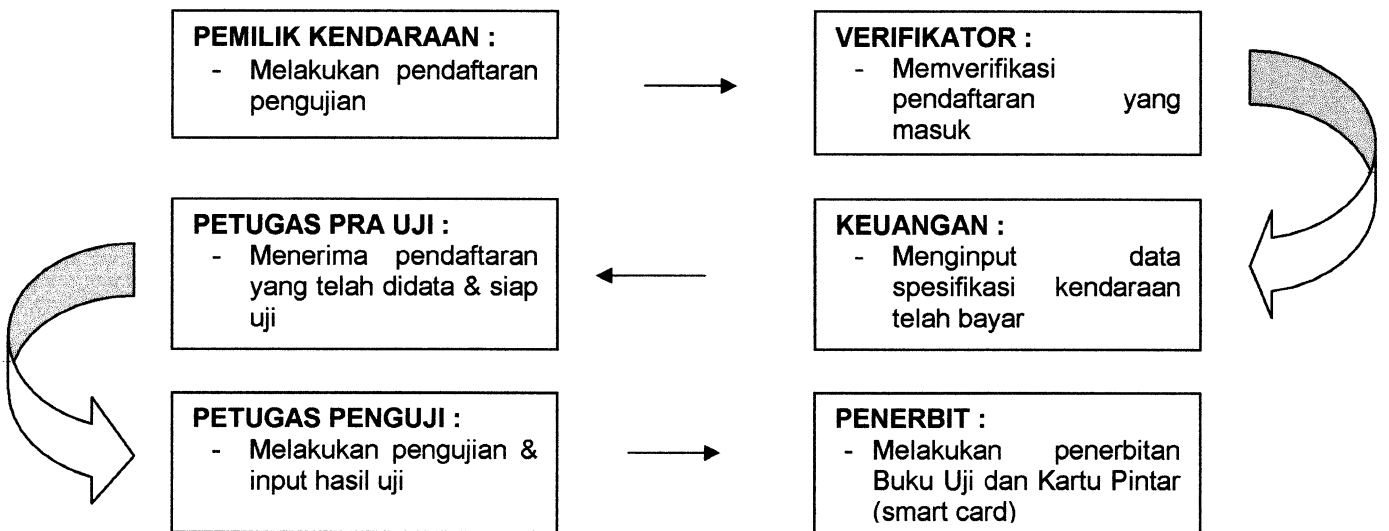 PEMILIK KENDARAAN :
- Melakukan pendaftaran
pengujian
VERIFIKATOR :
- Memverifikasi
pendaftaran yang
masuk
KEUANGAN :
- Menginput data
spesifikasi kendaraan
telah bayar
PETUGAS PRA UJI :
- Menerima pendaftaran
yang telah didata & siap
uji
PETUGAS PENGUJI :
- Melakukan pengujian &
input hasil uji
PENERBIT :
- Melakukan penerbitan
Buku Uji dan Kartu Pintar
(smart card)